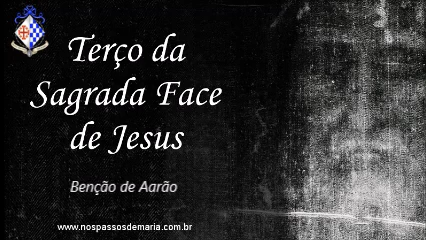 Terço da
Sagrada Face
de Jesus
Benção de Aarão
www.nospassosdemaria.com.br